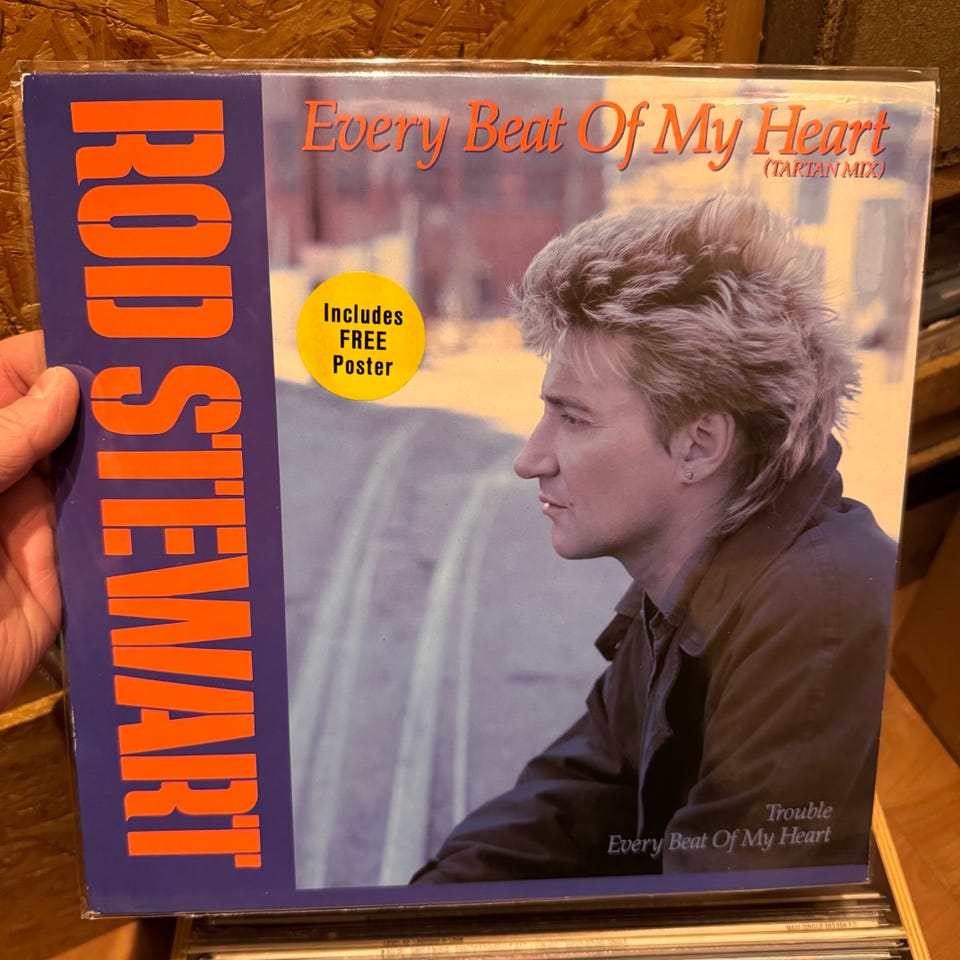 ROD STEWART
Every Beat Of My Heart
(TARTAN MIX)
Includes
FREE
Poster
Trouble
Every Beat Of My Heart